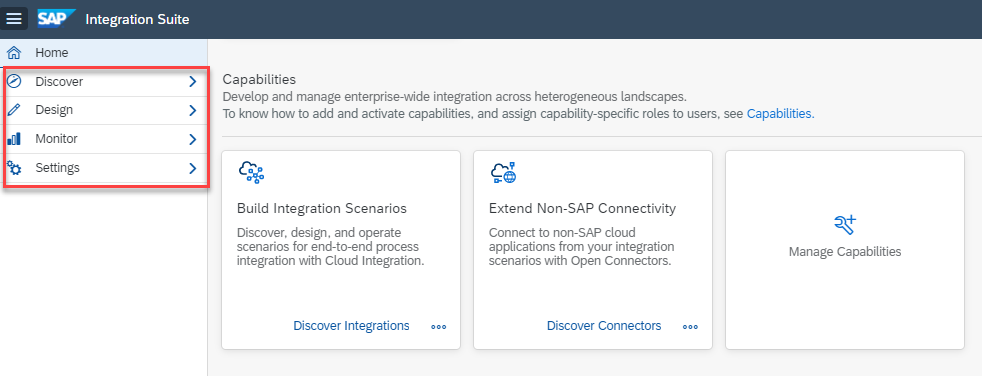 SAP Integration Suite
Home
Discover
Design
Monitor
Settings
Capabilities
Develop and manage enterprise-wide integration across heterogeneous landscapes.
To know how to add and activate capabilities, and assign capability-specific roles to users, see Capabilities.
Build Integration Scenarios
Discover, design, and operate
scenarios for end-to-end process
integration with Cloud Integration.
Discover Integrations
Extend Non-SAP Connectivity
Connect to non-SAP cloud
applications from your integration
scenarios with Open Connectors.
Discover Connectors
Manage Capabilities